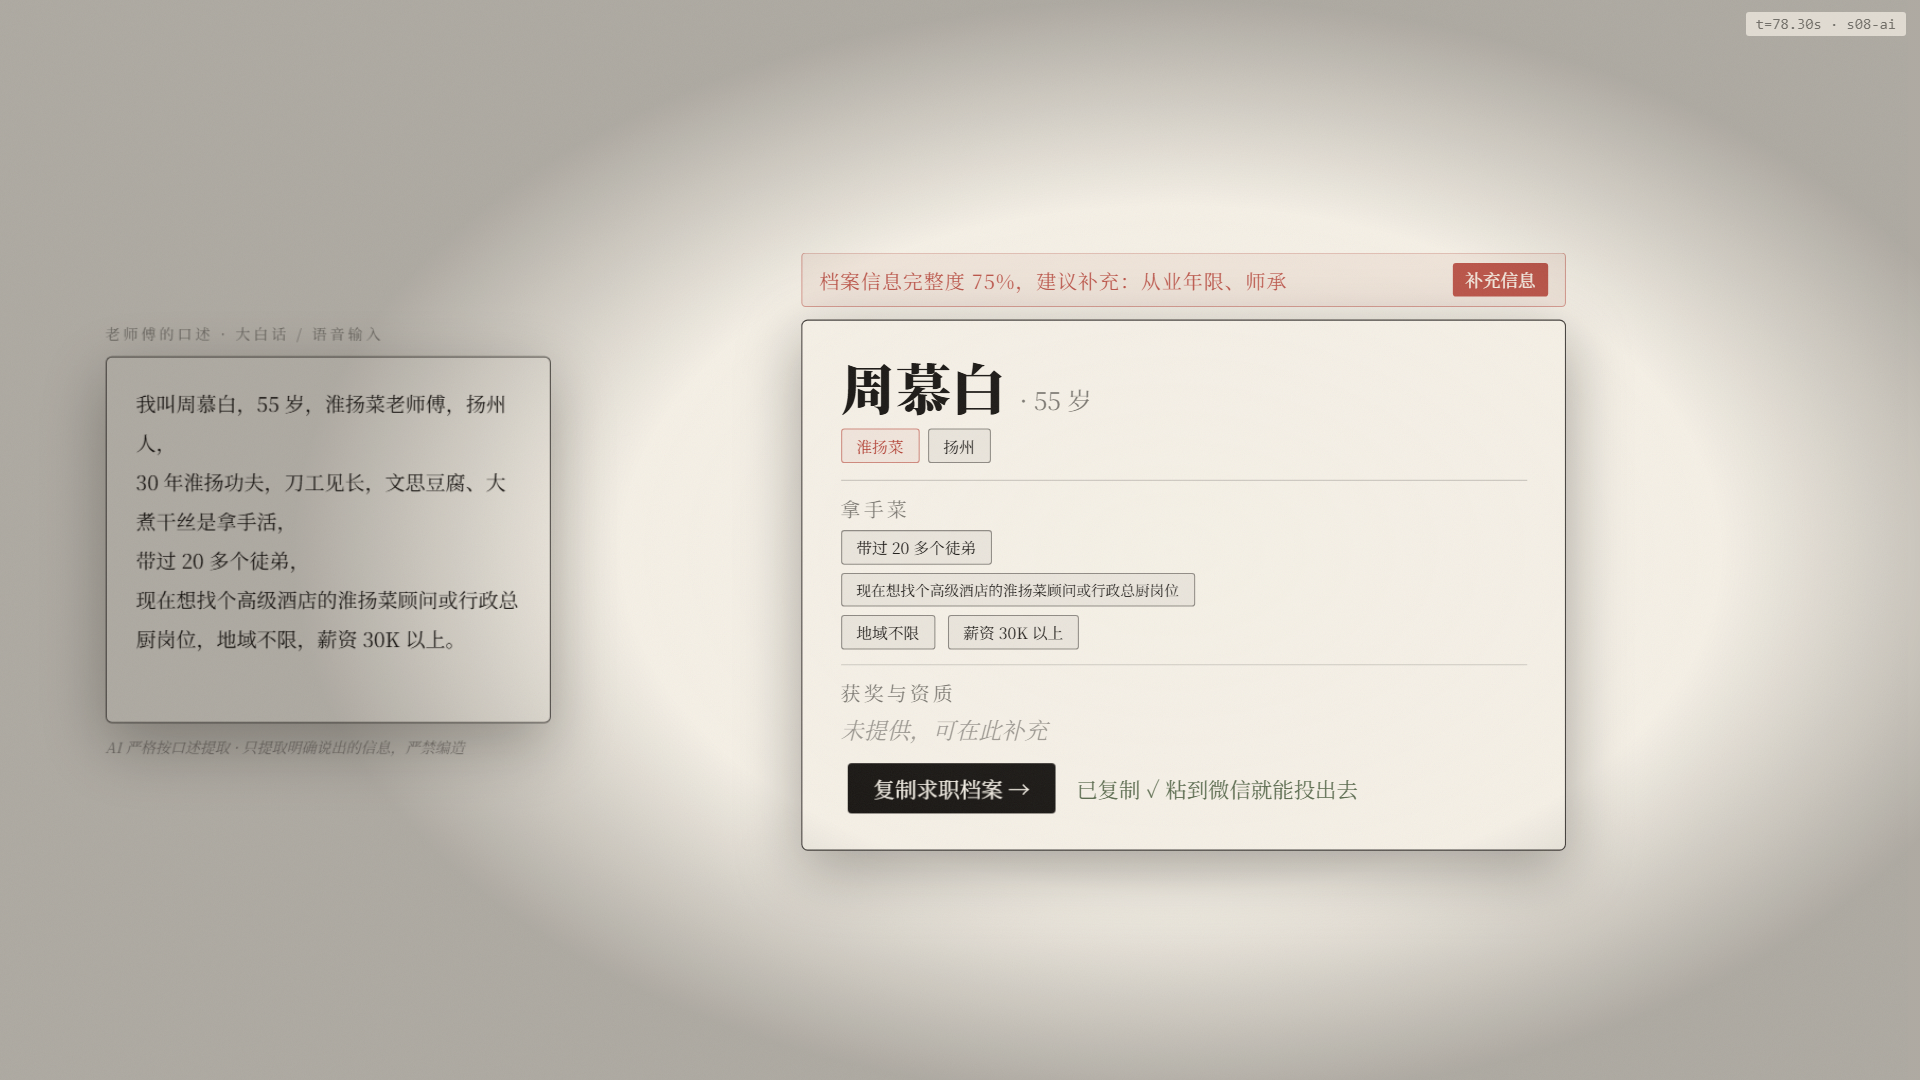 t=78.30s · s08-ai
老师傅的口述 · 大白话 / 语音输入
我叫周慕白，55 岁，淮扬菜老师傅，扬州
人，
30 年淮扬功夫，刀工见长，文思豆腐、大
煮干丝是拿手活，
带过 20 多个徒弟，
现在想找个高级酒店的淮扬菜顾问或行政总
厨岗位，地域不限，薪资 30K 以上。
AI 严格按口述提取 · 只提取明确说出的信息，严禁编造
档案信息完整度 75%，建议补充：从业年限、师承
补充信息
周慕白 · 55 岁
淮扬菜 扬州
拿手菜
带过 20 多个徒弟
现在想找个高级酒店的淮扬菜顾问或行政总厨岗位
地域不限 薪资 30K 以上
获奖与资质
未提供，可在此补充
复制求职档案 → 已复制 ✓ 粘到微信就能投出去